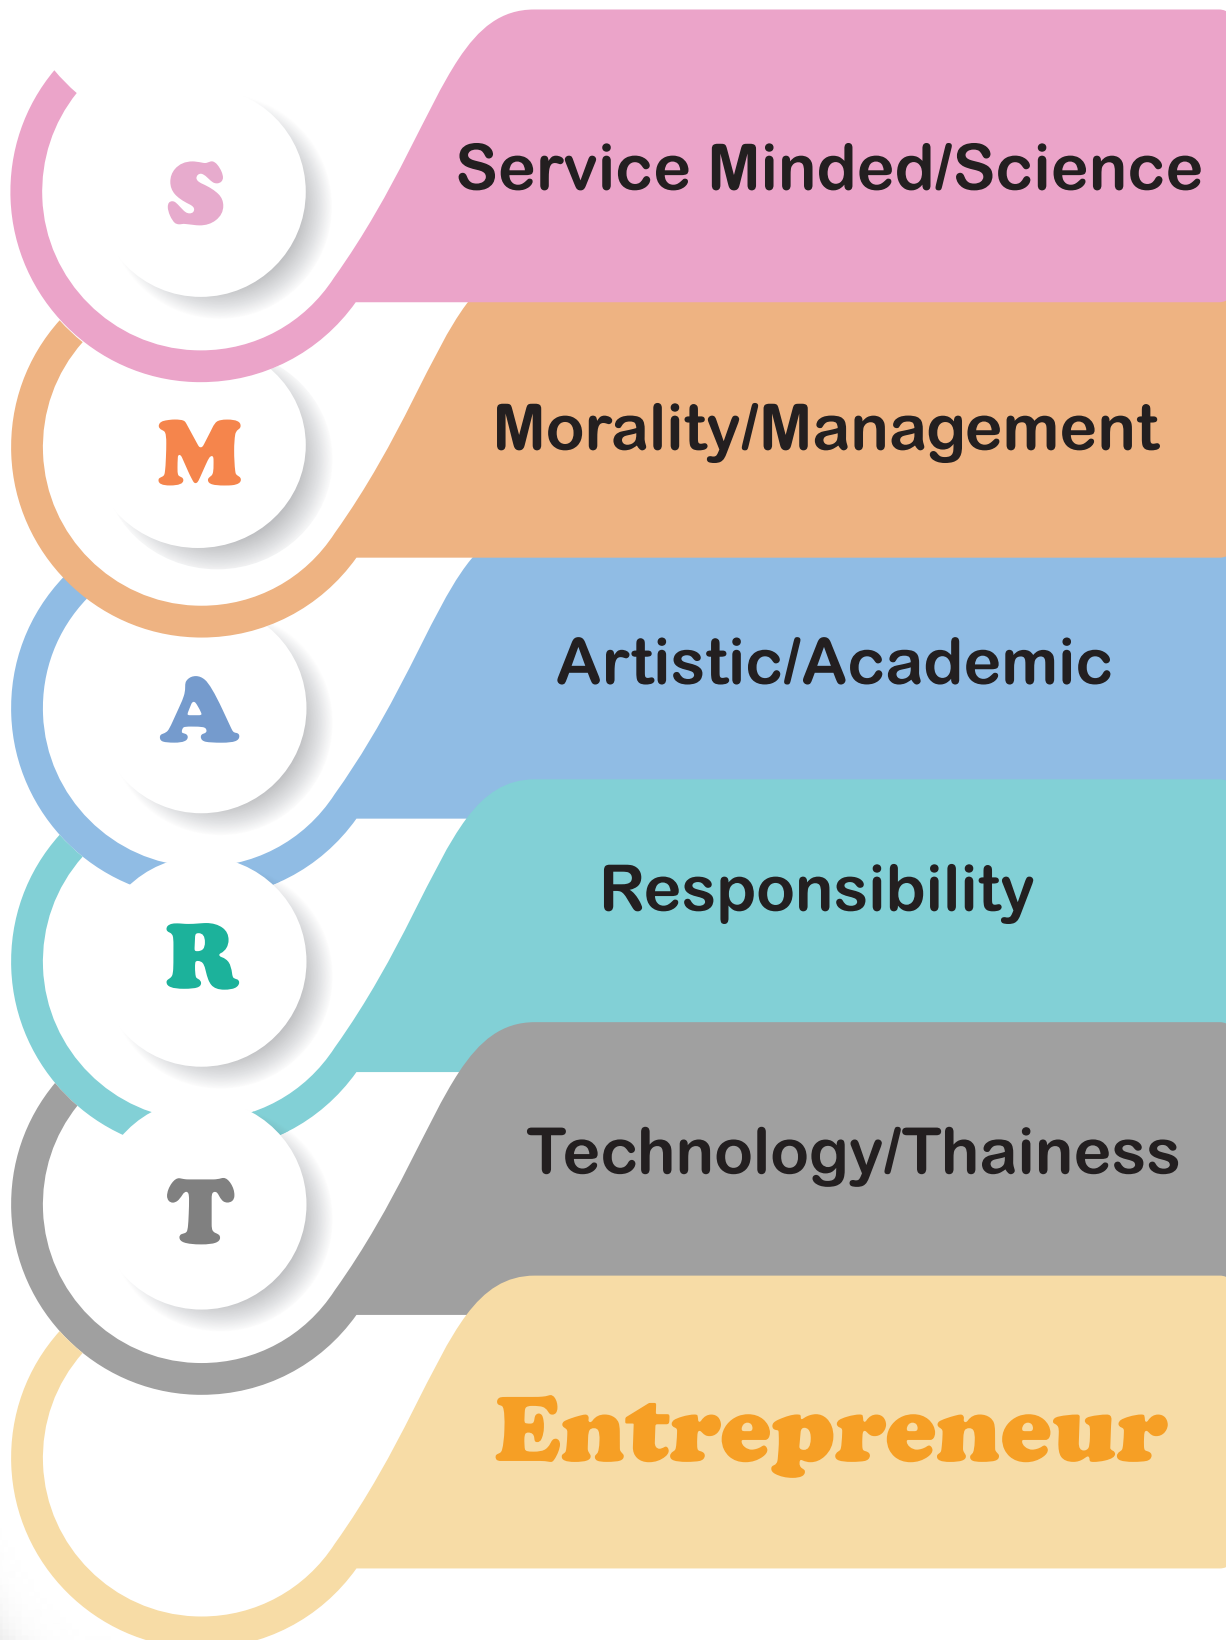 S
Service Minded/Science
M
Morality/Management
A
Artistic/Academic
R
Responsibility
T
Technology/Thainess
Entrepreneur